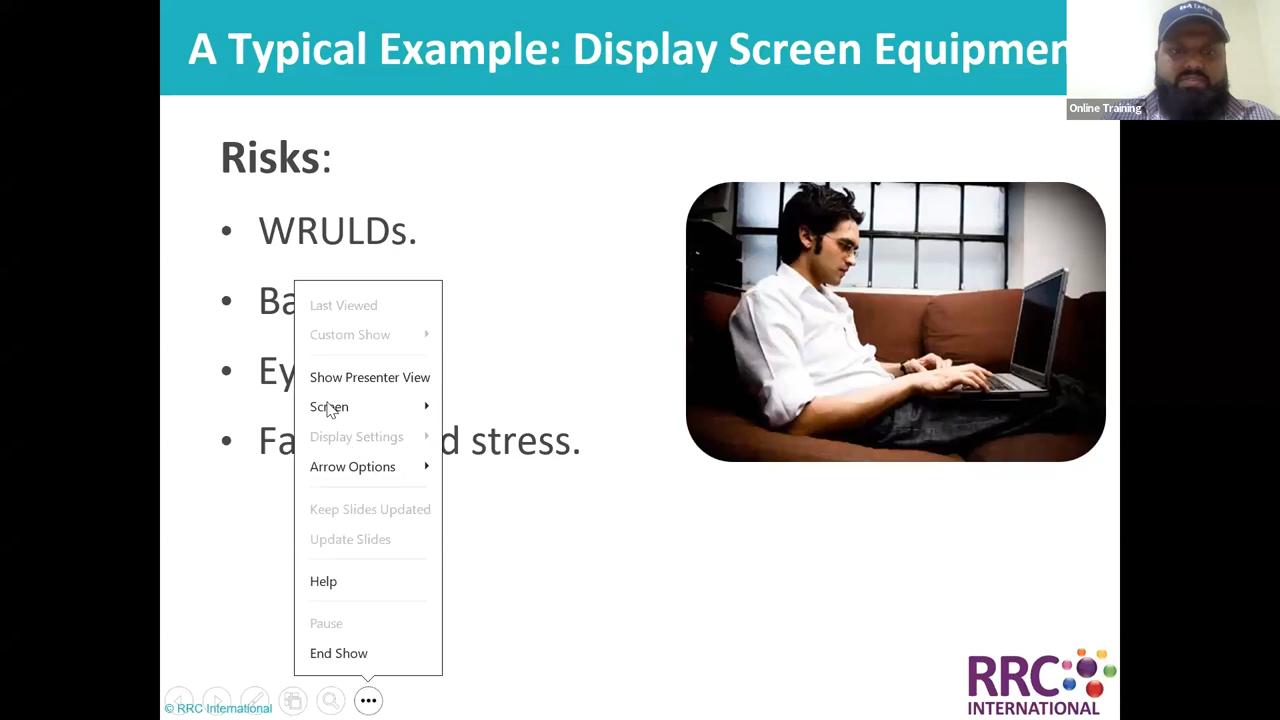 A Typical Example: Display Screen Equipmen
Online Training
Risks:
• WRULDs.
• Ba
• Ey
• Fa d stress.
Last Viewed
Custom Show
Show Presenter View
Screen
Display Settings
Arrow Options
Keep Slides Updated
Update Slides
Help
Pause
End Show
© RRC International
RRC
INTERNATIONAL